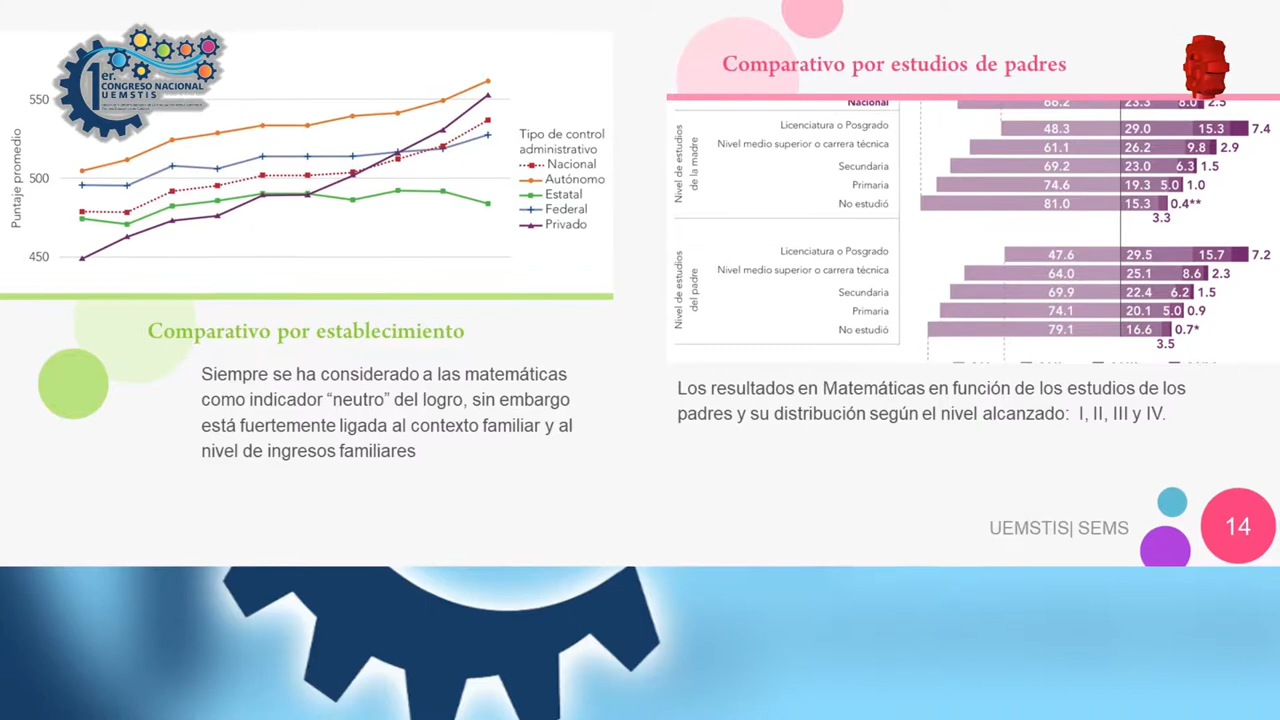 1er.
CONGRESO NACIONAL
UEMSTIS
550
500
450
Puntaje promedio
Tipo de control
administrativo
Nacional
Autónomo
Estatal
Federal
Privado
Comparativo por establecimiento
Siempre se ha considerado a las matemáticas
como indicador “neutro” del logro, sin embargo
está fuertemente ligada al contexto familiar y al
nivel de ingresos familiares
Comparativo por estudios de padres
Nacional 66.2 23.3 8.0 2.5
Nivel de estudios
de la madre
Licenciatura o Posgrado 48.3 29.0 15.3 7.4
Nivel medio superior o carrera técnica 61.1 26.2 9.8 2.9
Secundaria 69.2 23.0 6.3 1.5
Primaria 74.6 19.3 5.0 1.0
No estudió 81.0 15.3 0.4**
3.3
Nivel de estudios
del padre
Licenciatura o Posgrado 47.6 29.5 15.7 7.2
Nivel medio superior o carrera técnica 64.0 25.1 8.6 2.3
Secundaria 69.9 22.4 6.2 1.5
Primaria 74.1 20.1 5.0 0.9
No estudió 79.1 16.6 0.7*
3.5
Los resultados en Matemáticas en función de los estudios de los
padres y su distribución según el nivel alcanzado: I, II, III y IV.
UEMSTIS| SEMS
14